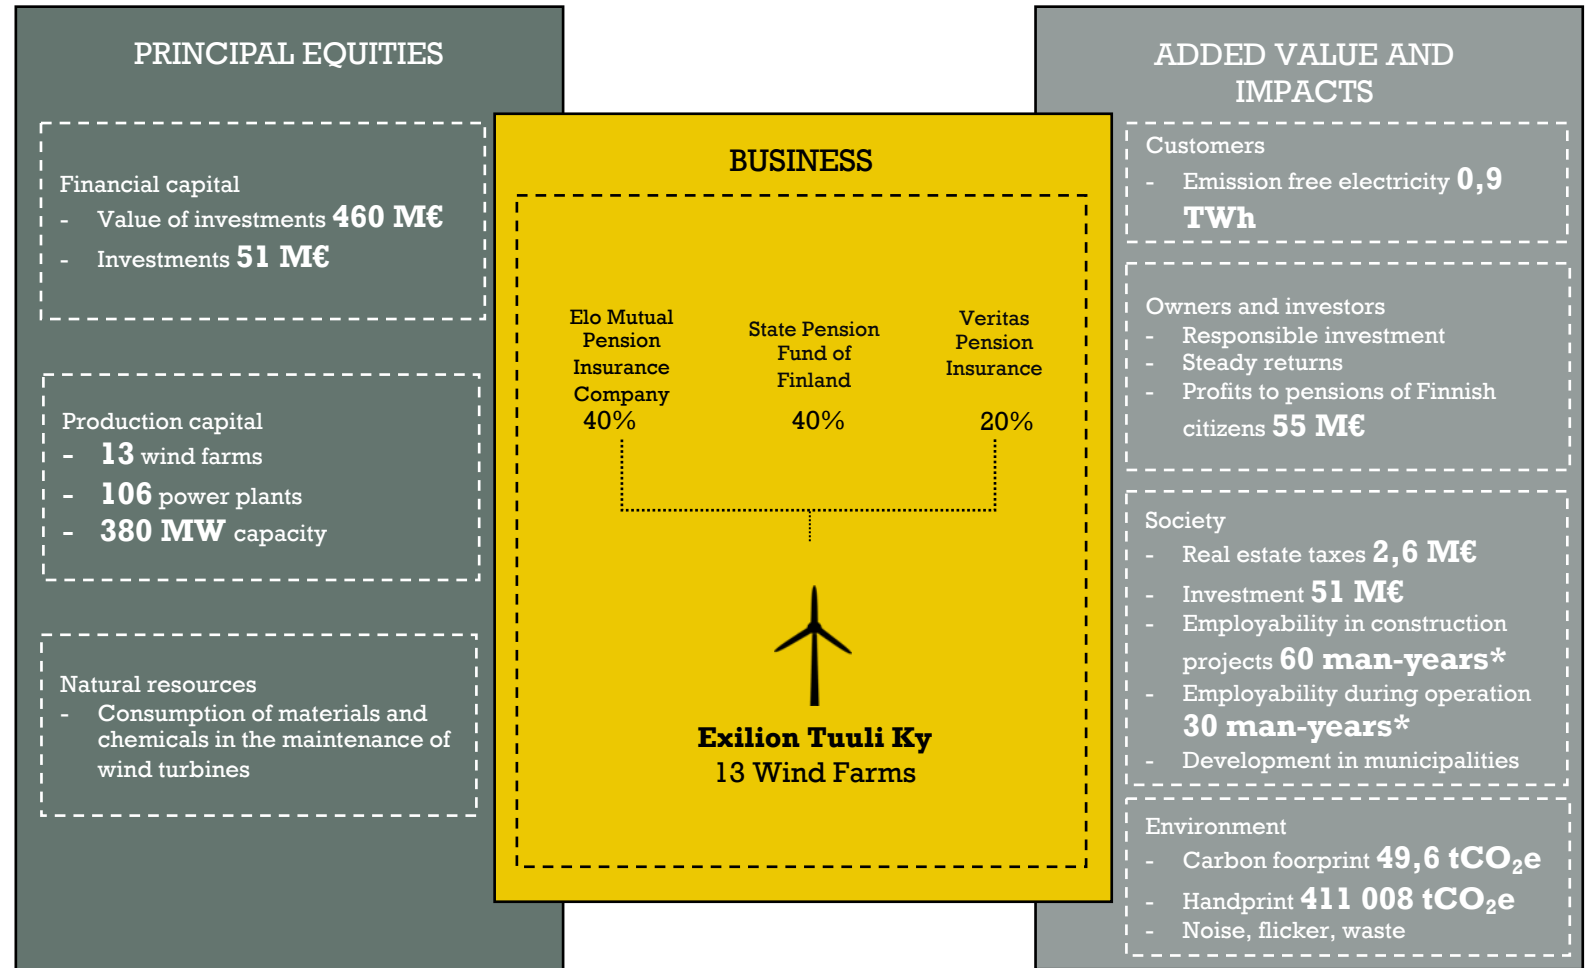 PRINCIPAL EQUITIES
Financial capital
- Value of investments 460 M€
- Investments 51 M€
Production capital
- 13 wind farms
- 106 power plants
- 380 MW capacity
Natural resources
- Consumption of materials and
chemicals in the maintenance of
wind turbines
BUSINESS
Elo Mutual
Pension
Insurance
Company
40%
State Pension
Fund of
Finland
40%
Veritas
Pension
Insurance
20%
Exilion Tuuli Ky
13 Wind Farms
ADDED VALUE AND
IMPACTS
Customers
- Emission free electricity 0,9
TWh
Owners and investors
- Responsible investment
- Steady returns
- Profits to pensions of Finnish
citizens 55 M€
Society
- Real estate taxes 2,6 M€
- Investment 51 M€
- Employability in construction
projects 60 man-years*
- Employability during operation
30 man-years*
- Development in municipalities
Environment
- Carbon foorprint 49,6 tCO₂e
- Handprint 411 008 tCO₂e
- Noise, flicker, waste